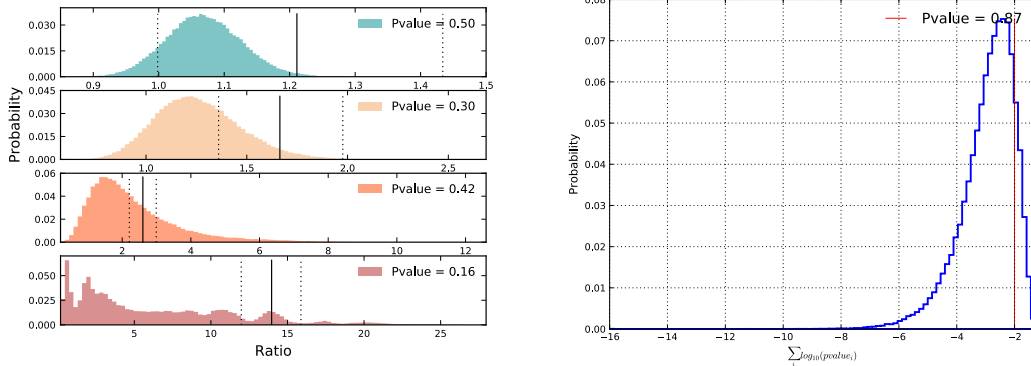 Pvalue = 0.50
0.030
0.015
0.000
0.9 1.0 1.1 1.2 1.3 1.4 1.5
Pvalue = 0.30
0.045
0.030
0.015
0.000
1.0 1.5 2.0 2.5
Pvalue = 0.42
0.06
0.04
0.02
0.00
2 4 6 8 10 12
Pvalue = 0.16
0.050
0.025
0.000
5 10 15 20 25
Probability
Ratio
Pvalue = 0.87
0.08
0.07
0.06
0.05
0.04
0.03
0.02
0.01
0.00
−16 −14 −12 −10 −8 −6 −4 −2
Probability
∑ log10(pvalue_i)